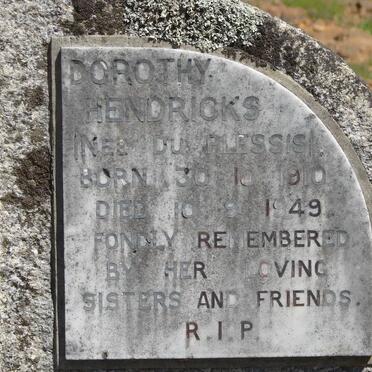 DOROTHY
HENDRICKS
(Née DU PLESSIS).
BORN 30 10 1910
DIED 10 9 1949
FONDLY REMEMBERED
BY HER LOVING
SISTERS AND FRIENDS.
R.I.P